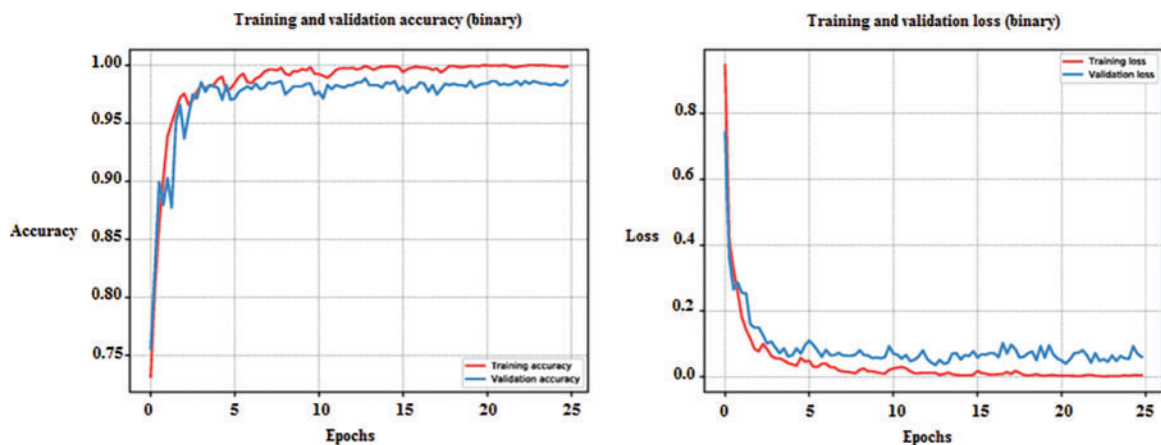 Training and validation accuracy (binary)
1.00
0.95
0.90
0.85
0.80
0.75
Accuracy
Training accuracy
Validation accuracy
0 5 10 15 20 25
Epochs
Training and validation loss (binary)
Training loss
Validation loss
0.8
0.6
0.4
0.2
0.0
Loss
0 5 10 15 20 25
Epochs